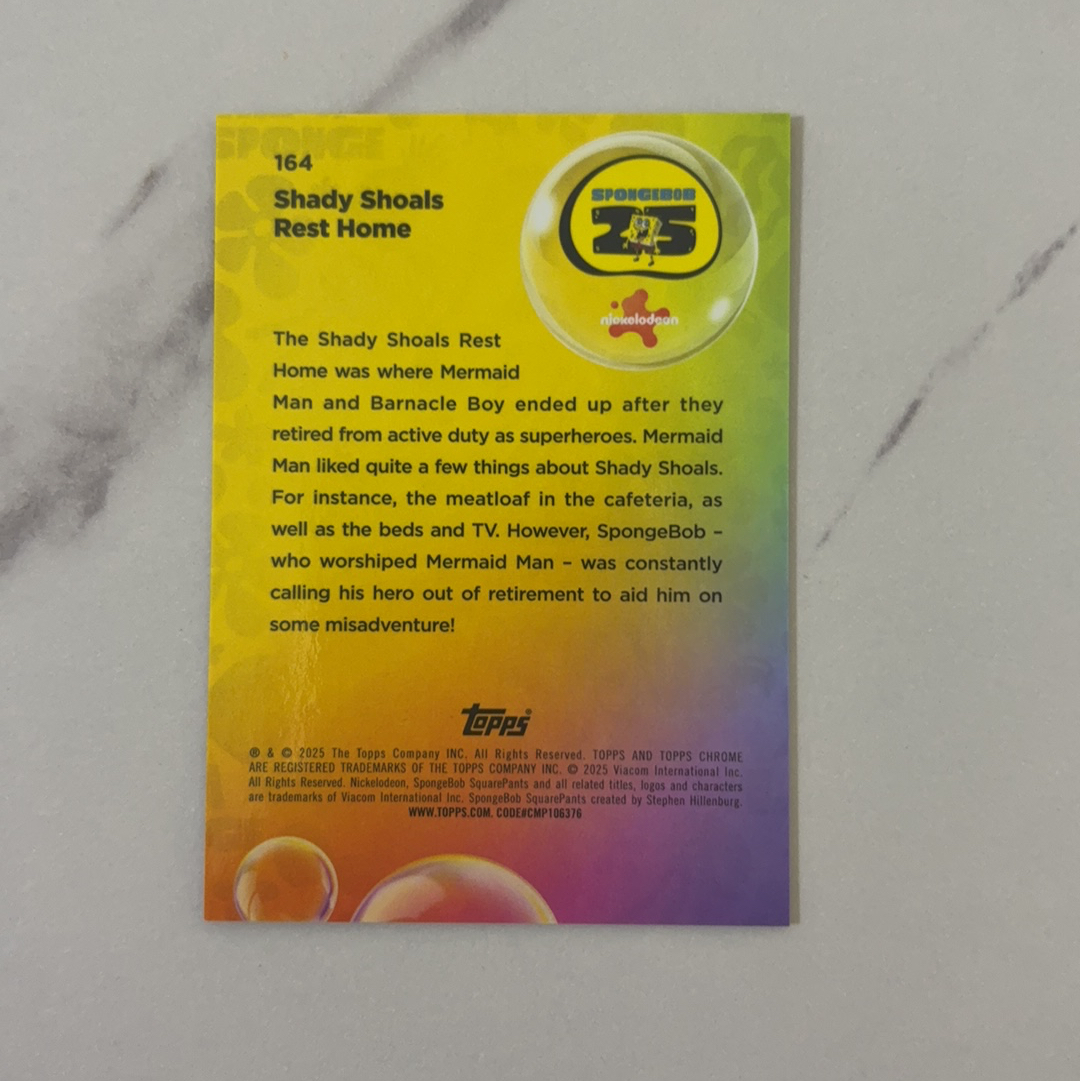 SPONGE
164
Shady Shoals
Rest Home
SPONGEBOB
25
nickelodeon
The Shady Shoals Rest
Home was where Mermaid
Man and Barnacle Boy ended up after they
retired from active duty as superheroes. Mermaid
Man liked quite a few things about Shady Shoals.
For instance, the meatloaf in the cafeteria, as
well as the beds and TV. However, SpongeBob –
who worshiped Mermaid Man – was constantly
calling his hero out of retirement to aid him on
some misadventure!
Topps®
® & © 2025 The Topps Company INC. All Rights Reserved. TOPPS AND TOPPS CHROME
ARE REGISTERED TRADEMARKS OF THE TOPPS COMPANY INC. © 2025 Viacom International Inc.
All Rights Reserved. Nickelodeon, SpongeBob SquarePants and all related titles, logos and characters
are trademarks of Viacom International Inc. SpongeBob SquarePants created by Stephen Hillenburg.
WWW.TOPPS.COM. CODE#CMP106376